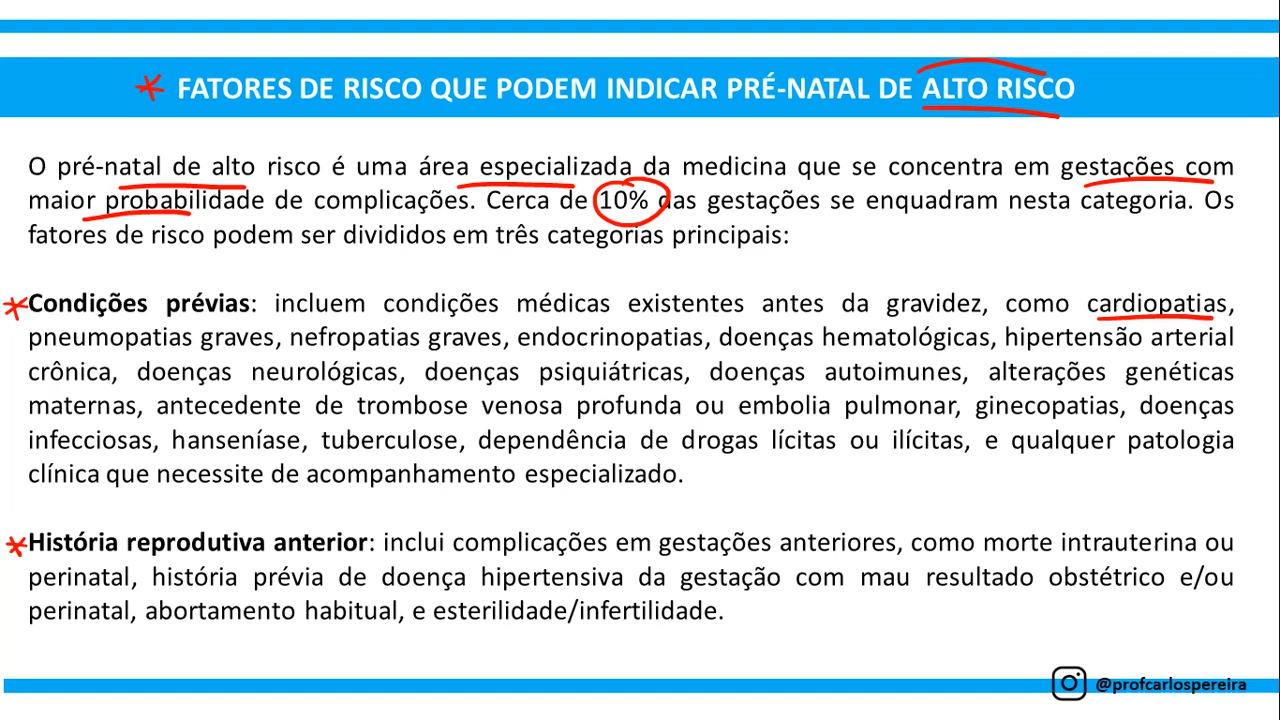 FATORES DE RISCO QUE PODEM INDICAR PRÉ-NATAL DE ALTO RISCO
O pré-natal de alto risco é uma área especializada da medicina que se concentra em gestações com
maior probabilidade de complicações. Cerca de 10% das gestações se enquadram nesta categoria. Os
fatores de risco podem ser divididos em três categorias principais:
Condições prévias: incluem condições médicas existentes antes da gravidez, como cardiopatias,
pneumopatias graves, nefropatias graves, endocrinopatias, doenças hematológicas, hipertensão arterial
crônica, doenças neurológicas, doenças psiquiátricas, doenças autoimunes, alterações genéticas
maternas, antecedente de trombose venosa profunda ou embolia pulmonar, ginecopatias, doenças
infecciosas, hanseníase, tuberculose, dependência de drogas lícitas ou ilícitas, e qualquer patologia
clínica que necessite de acompanhamento especializado.
História reprodutiva anterior: inclui complicações em gestações anteriores, como morte intrauterina ou
perinatal, história prévia de doença hipertensiva da gestação com mau resultado obstétrico e/ou
perinatal, abortamento habitual, e esterilidade/infertilidade.
@profcarlospereira